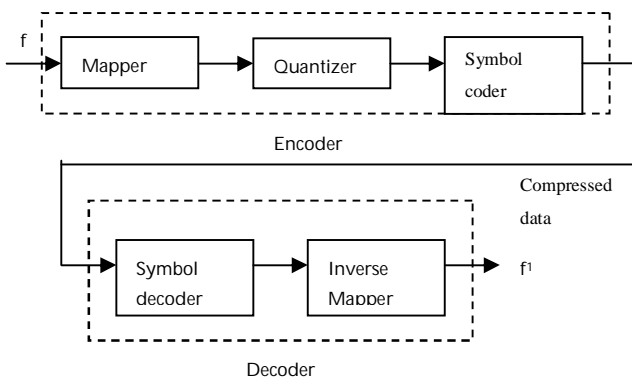 f
Mapper
Quantizer
Symbol
coder
Encoder
Compressed
data
Symbol
decoder
Inverse
Mapper
f¹
Decoder